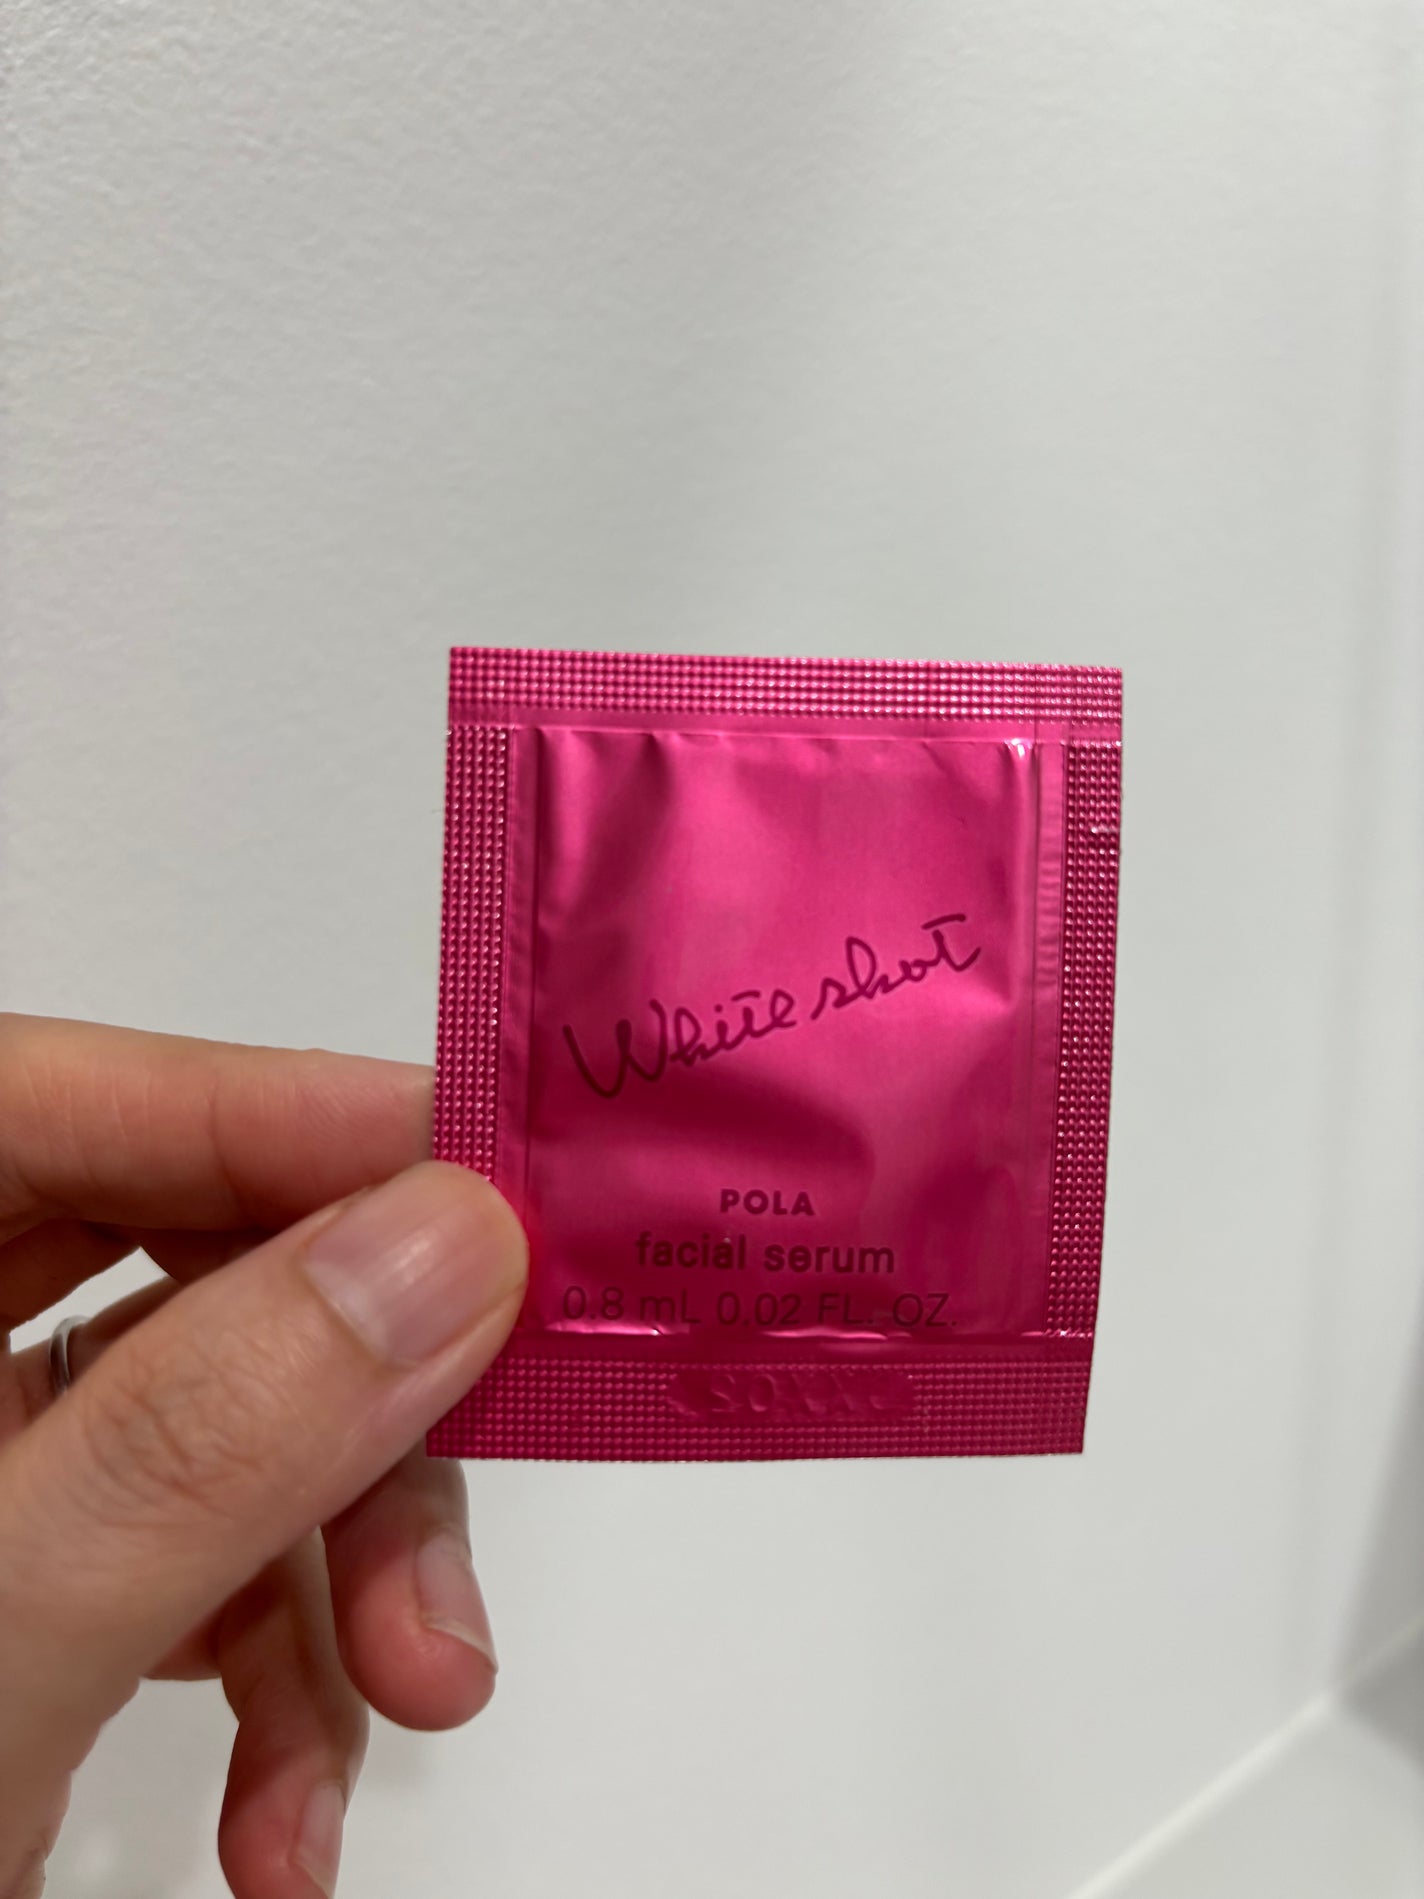 White shot
POLA
facial serum
0.8 mL 0.02 FL. OZ.